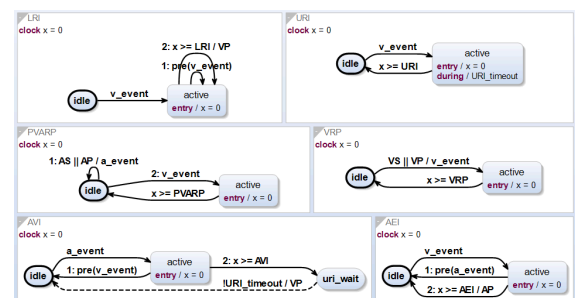 LRI
clock x = 0
2: x >= LRI / VP
1: pre(v_event)
v_event
idle
active
entry / x = 0
URI
clock x = 0
v_event
x >= URI
idle
active
entry / x = 0
during / URI_timeout
PVARP
clock x = 0
1: AS || AP / a_event
2: v_event
x >= PVARP
idle
active
entry / x = 0
VRP
clock x = 0
VS || VP / v_event
x >= VRP
idle
active
entry / x = 0
AVI
clock x = 0
a_event
1: pre(v_event)
idle
active
entry / x = 0
2: x >= AVI
!URI_timeout / VP
uri_wait
AEI
clock x = 0
v_event
1: pre(a_event)
2: x >= AEI / AP
idle
active
entry / x = 0